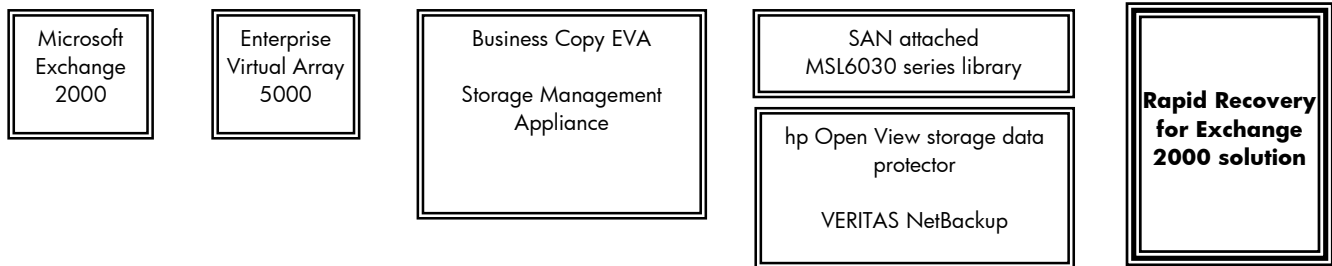 Microsoft
Exchange
2000
Enterprise
Virtual Array
5000
Business Copy EVA
Storage Management
Appliance
SAN attached
MSL6030 series library
hp Open View storage data
protector
VERITAS NetBackup
Rapid Recovery
for Exchange
2000 solution